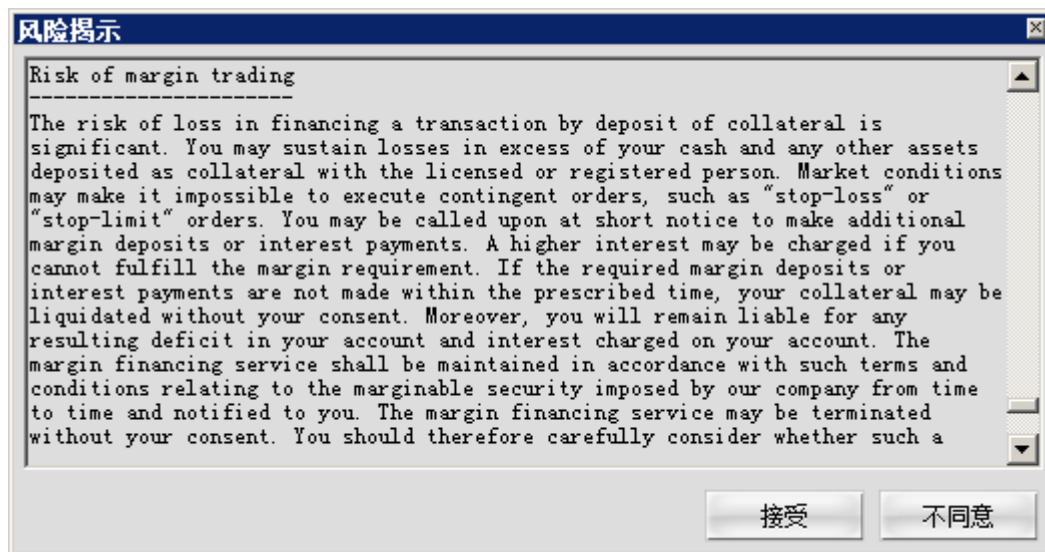 风险揭示
Risk of margin trading
----------------------
The risk of loss in financing a transaction by deposit of collateral is
significant. You may sustain losses in excess of your cash and any other assets
deposited as collateral with the licensed or registered person. Market conditions
may make it impossible to execute contingent orders, such as "stop-loss" or
"stop-limit" orders. You may be called upon at short notice to make additional
margin deposits or interest payments. A higher interest may be charged if you
cannot fulfill the margin requirement. If the required margin deposits or
interest payments are not made within the prescribed time, your collateral may be
liquidated without your consent. Moreover, you will remain liable for any
resulting deficit in your account and interest charged on your account. The
margin financing service shall be maintained in accordance with such terms and
conditions relating to the marginable security imposed by our company from time
to time and notified to you. The margin financing service may be terminated
without your consent. You should therefore carefully consider whether such a
接受 不同意